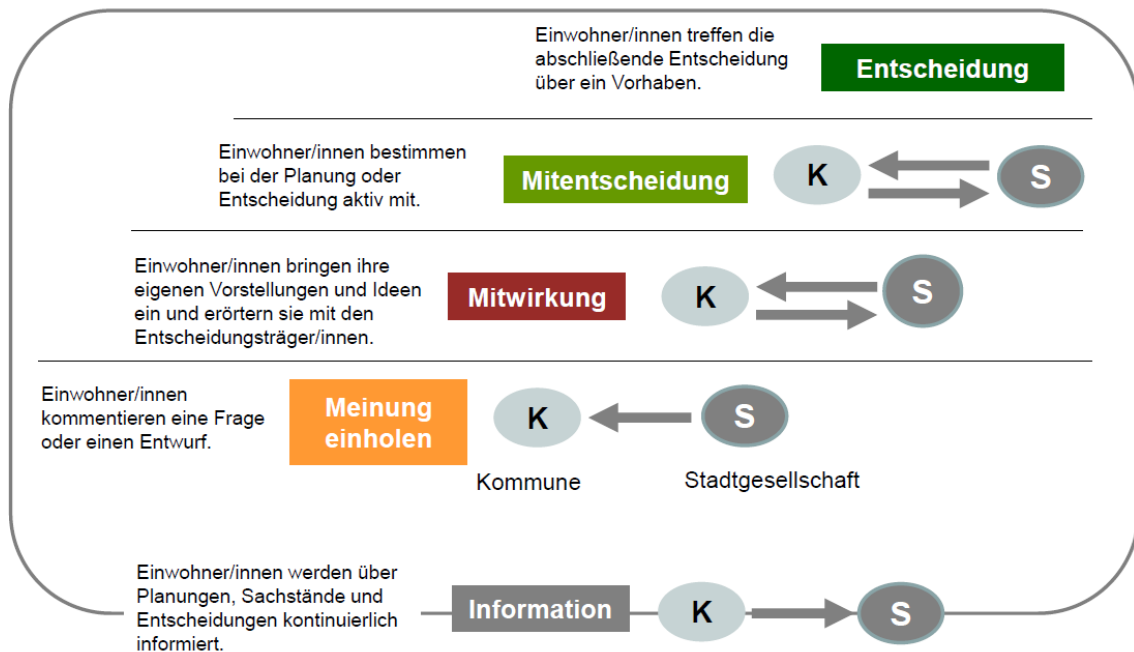 Einwohner/innen treffen die
abschließende Entscheidung
über ein Vorhaben.
Entscheidung
Einwohner/innen bestimmen
bei der Planung oder
Entscheidung aktiv mit.
Mitentscheidung
K
S
Einwohner/innen bringen ihre
eigenen Vorstellungen und Ideen
ein und erörtern sie mit den
Entscheidungsträger/innen.
Mitwirkung
K
S
Einwohner/innen
kommentieren eine Frage
oder einen Entwurf.
Meinung
einholen
K
S
Kommune
Stadtgesellschaft
Einwohner/innen werden über
Planungen, Sachstände und
Entscheidungen kontinuierlich
informiert.
Information
K
S